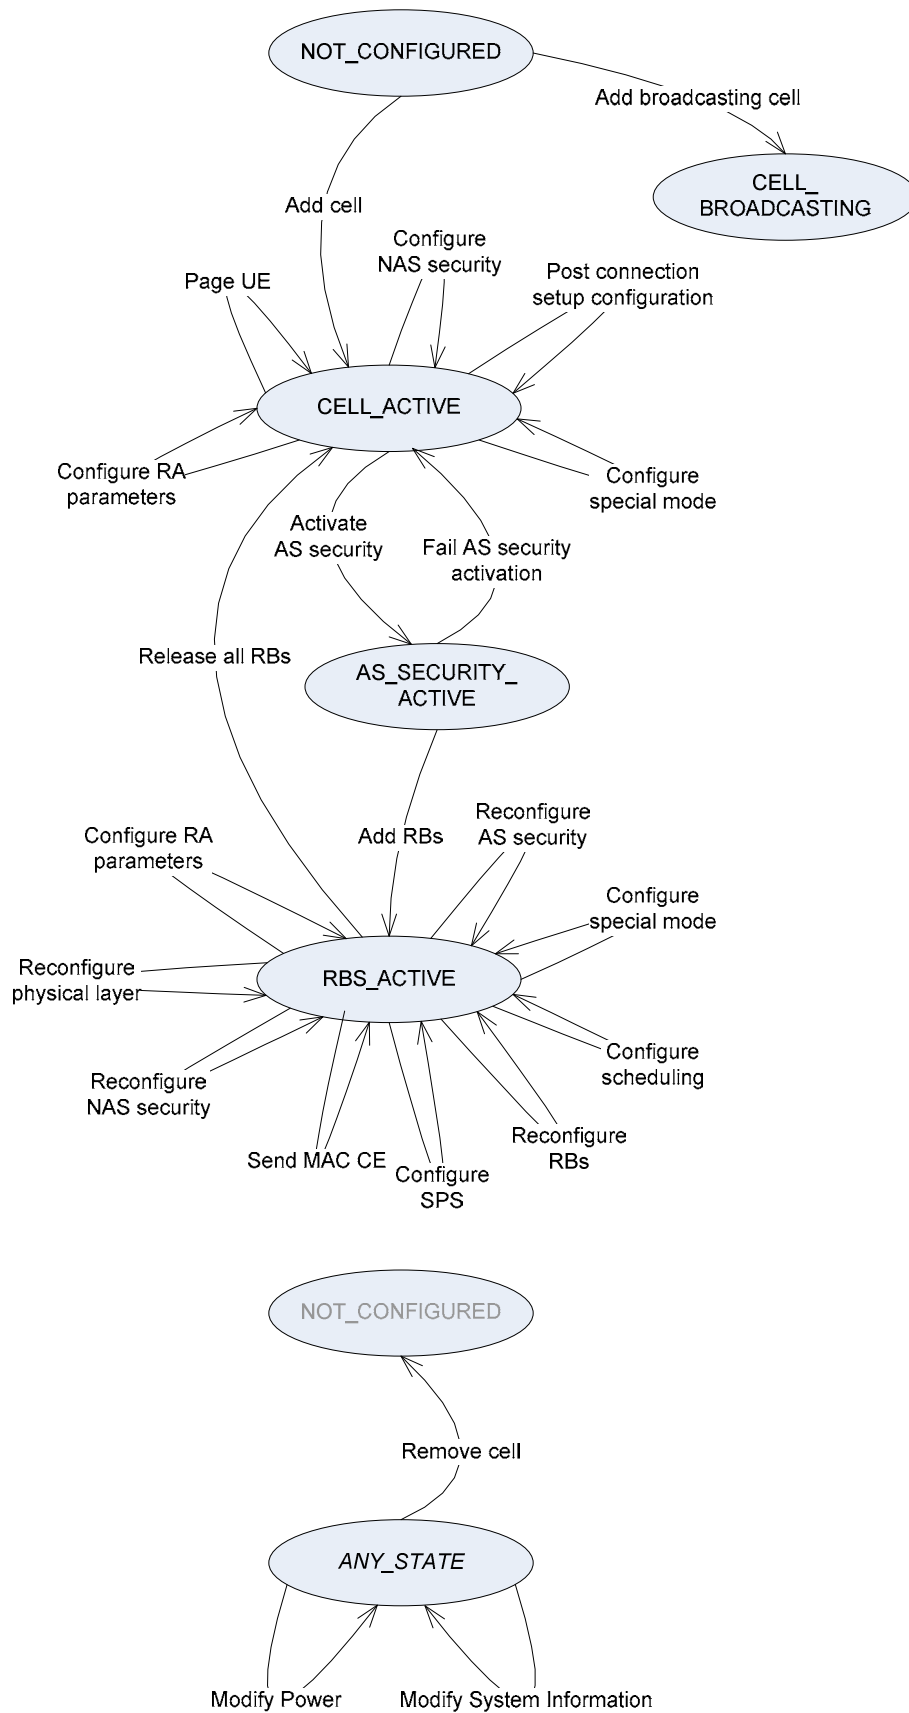 NOT_CONFIGURED
Add broadcasting cell
CELL_
BROADCASTING
Add cell
Configure
NAS security
Post connection
setup configuration
Page UE
CELL_ACTIVE
Configure RA
parameters
Configure
special mode
Activate
AS security
Fail AS security
activation
Release all RBs
AS_SECURITY_
ACTIVE
Add RBs
Reconfigure
AS security
Configure RA
parameters
Configure
special mode
Reconfigure
physical layer
RBS_ACTIVE
Configure
scheduling
Reconfigure
NAS security
Send MAC CE
Configure
SPS
Reconfigure
RBs
NOT_CONFIGURED
Remove cell
ANY_STATE
Modify Power
Modify System Information